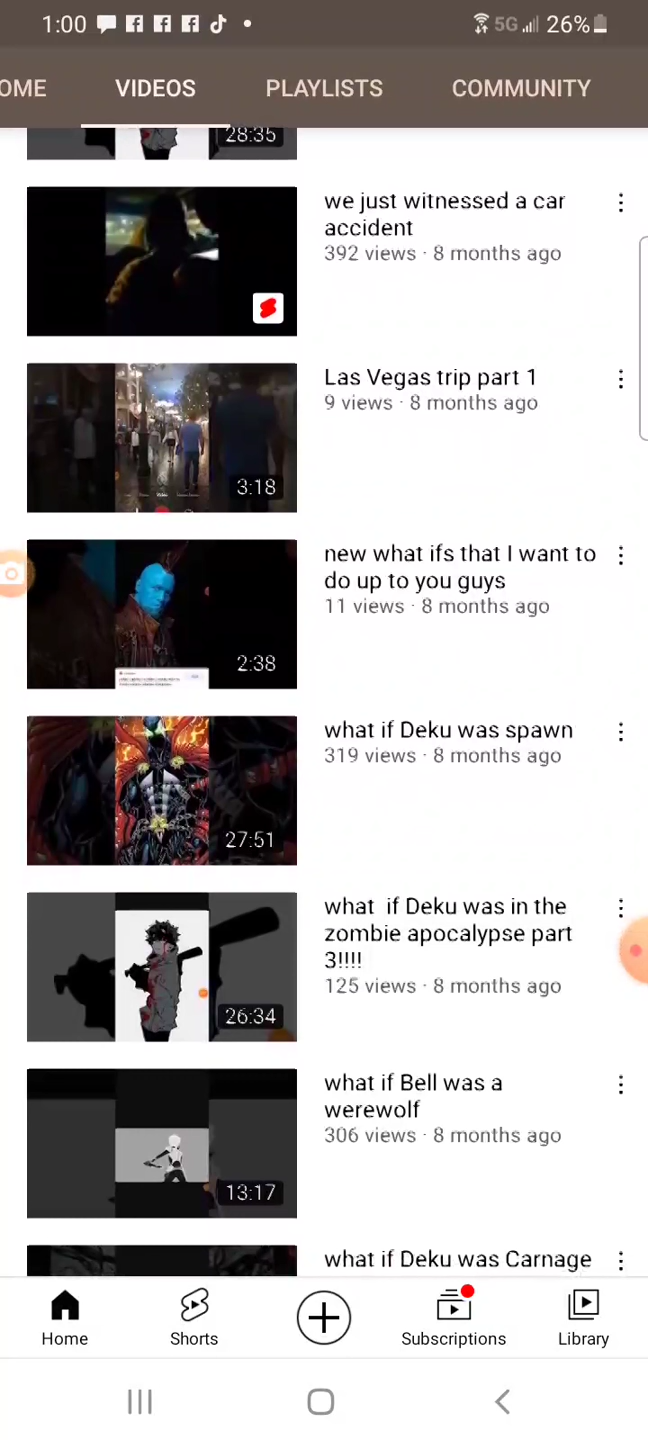 1:00
5G
26%
OME
VIDEOS
PLAYLISTS
COMMUNITY
28:35
we just witnessed a car
accident
392 views · 8 months ago
Las Vegas trip part 1
9 views · 8 months ago
3:18
new what ifs that I want to
do up to you guys
11 views · 8 months ago
2:38
what if Deku was spawn
319 views · 8 months ago
27:51
what  if Deku was in the
zombie apocalypse part
3!!!!
125 views · 8 months ago
26:34
what if Bell was a
werewolf
306 views · 8 months ago
13:17
what if Deku was Carnage
Home
Shorts
Subscriptions
Library